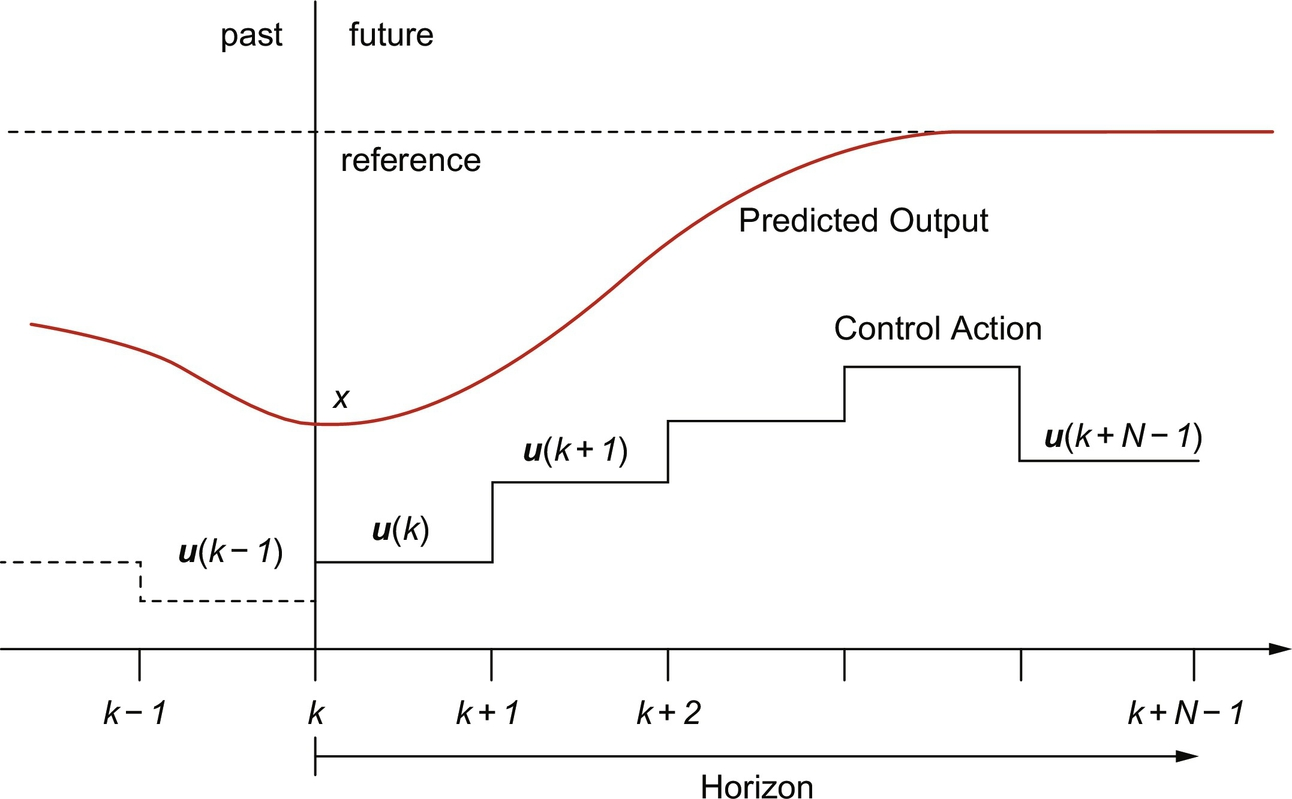 past
future
reference
Predicted Output
Control Action
x
u(k+N−1)
u(k+1)
u(k)
u(k−1)
k−1
k
k+1
k+2
k+N−1
Horizon